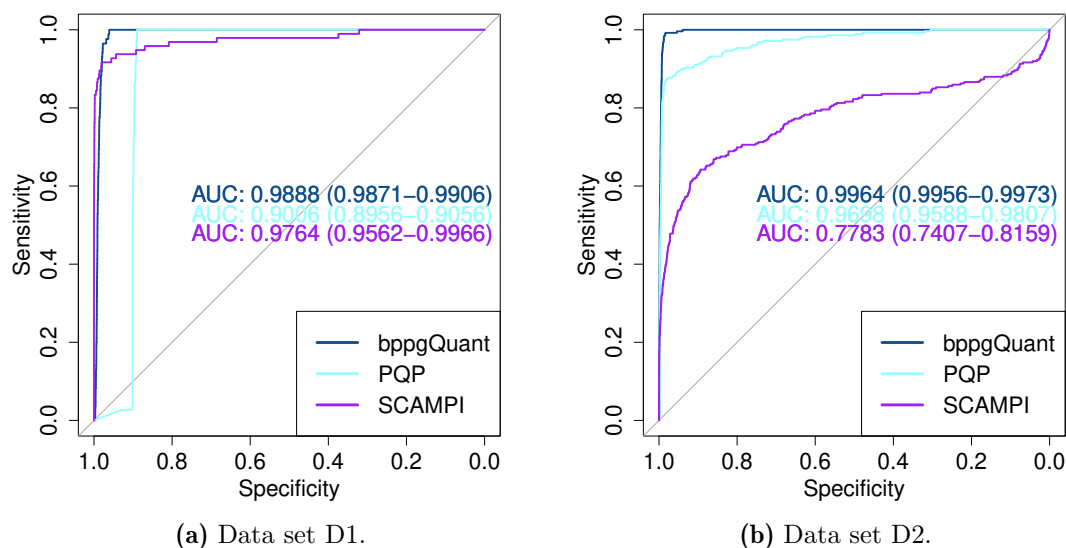 1.0
0.8
0.6
0.4
0.2
0.0
Sensitivity
AUC: 0.9888 (0.9871−0.9906)
AUC: 0.9006 (0.8956−0.9056)
AUC: 0.9764 (0.9562−0.9966)
bppgQuant
PQP
SCAMPI
1.0 0.8 0.6 0.4 0.2 0.0
Specificity
(a) Data set D1.
1.0
0.8
0.6
0.4
0.2
0.0
Sensitivity
AUC: 0.9964 (0.9956−0.9973)
AUC: 0.9698 (0.9588−0.9807)
AUC: 0.7783 (0.7407−0.8159)
bppgQuant
PQP
SCAMPI
1.0 0.8 0.6 0.4 0.2 0.0
Specificity
(b) Data set D2.